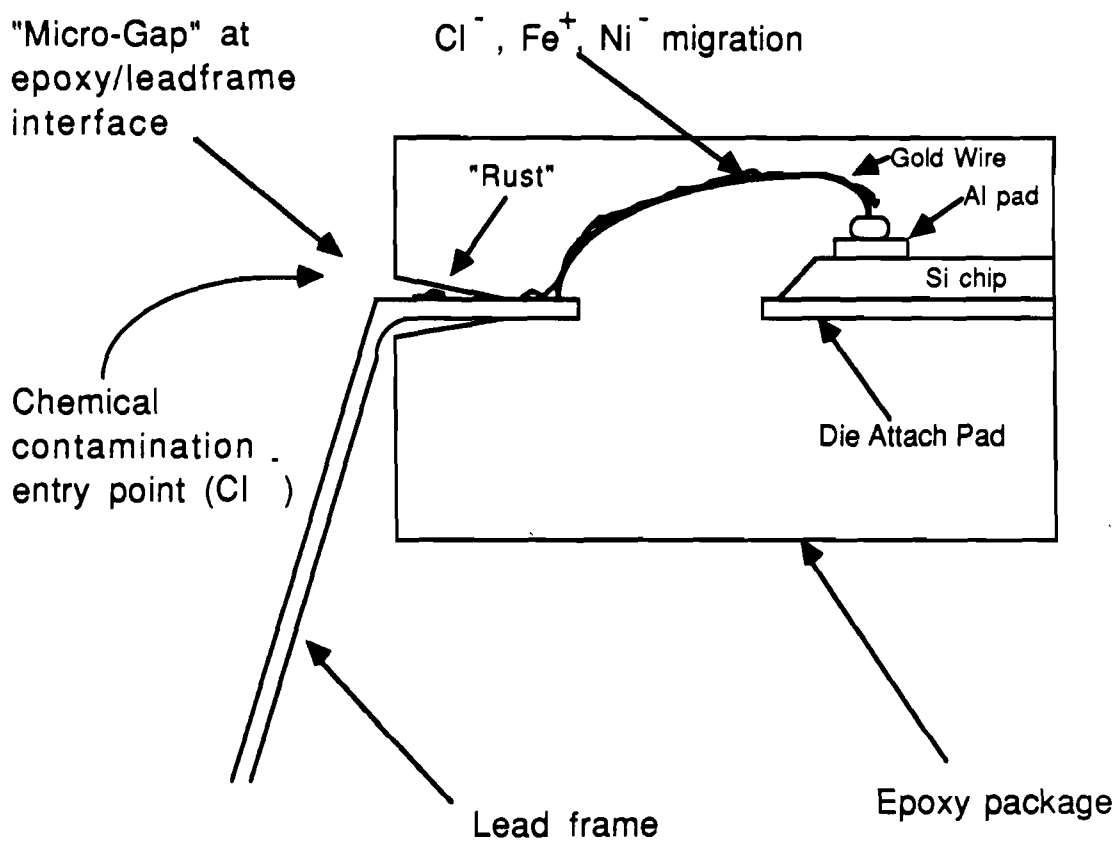 "Micro-Gap" at
epoxy/leadframe
interface
Cl⁻, Fe⁺, Ni⁻ migration
"Rust"
Gold Wire
Al pad
Si chip
Chemical
contamination
entry point (Cl⁻)
Die Attach Pad
Lead frame
Epoxy package